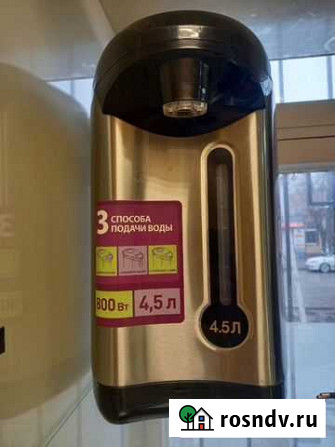 3 СПОСОБА
ПОДАЧИ ВОДЫ
800 Вт
4,5 л
4.5Л
rosndv.ru